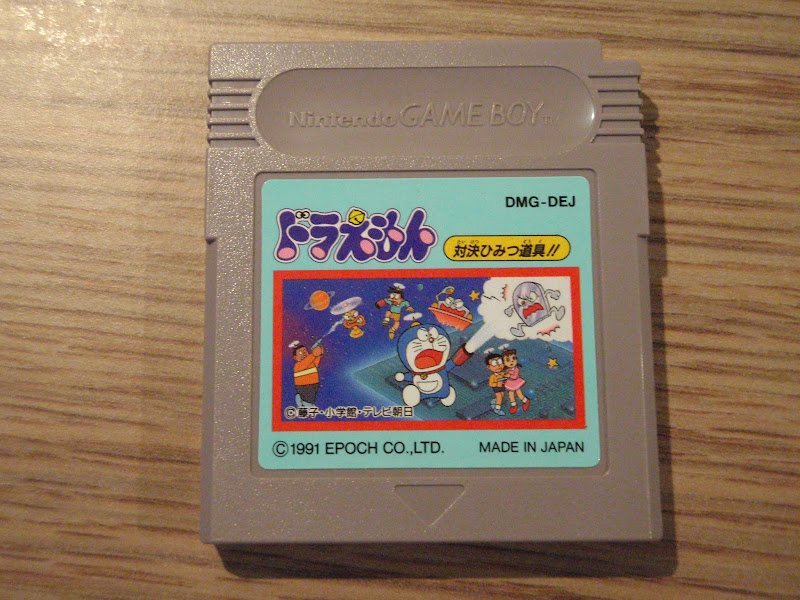 Nintendo GAME BOY TM
DMG-DEJ
ドラえもん
対決ひみつ道具!!
©藤子・小学館・テレビ朝日
©1991 EPOCH CO.,LTD. MADE IN JAPAN